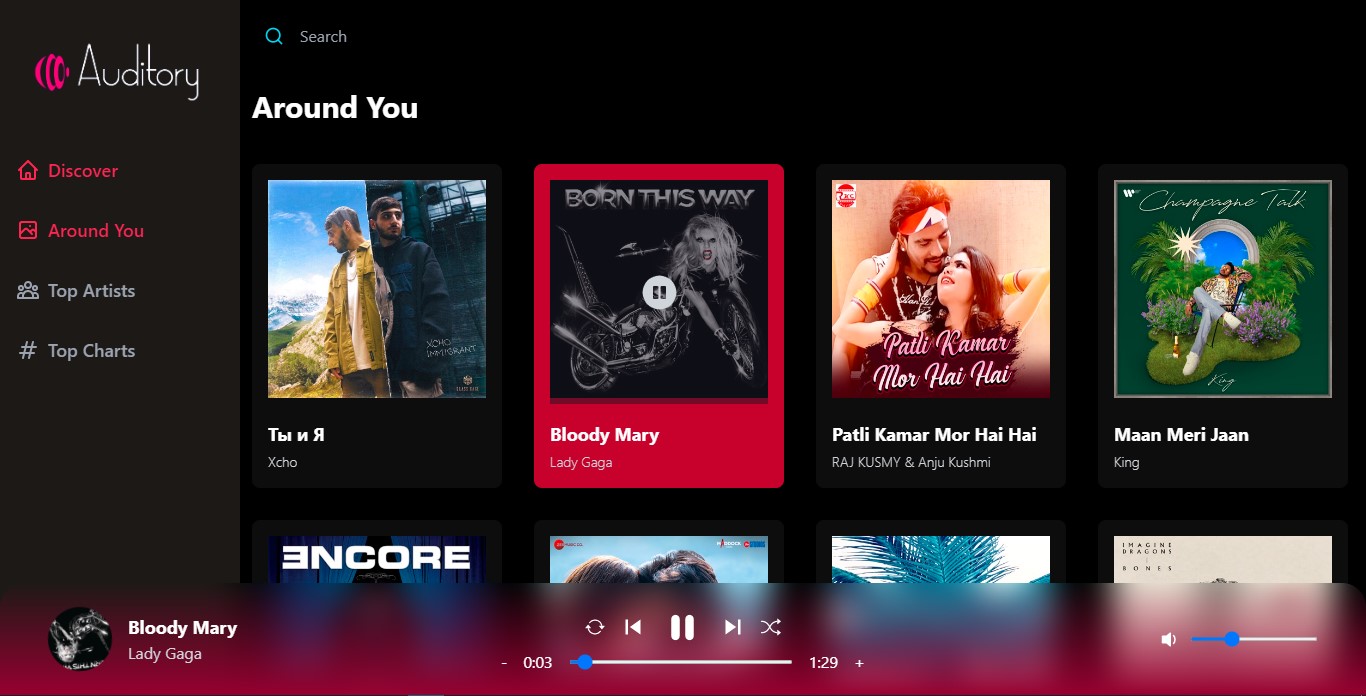 Auditory
Search
Discover
Around You
Top Artists
Top Charts
Around You
XCHO
IMMIGRANT
Ты и Я
Xcho
BORN THIS WAY
Bloody Mary
Lady Gaga
Patli Kamar
Mor Hai Hai
Patli Kamar Mor Hai Hai
RAJ KUSMY & Anju Kushmi
Champagne Talk
King
Maan Meri Jaan
King
ENCORE
IMAGINE
DRAGONS
BONES
Bloody Mary
Lady Gaga
- 0:03 1:29 +